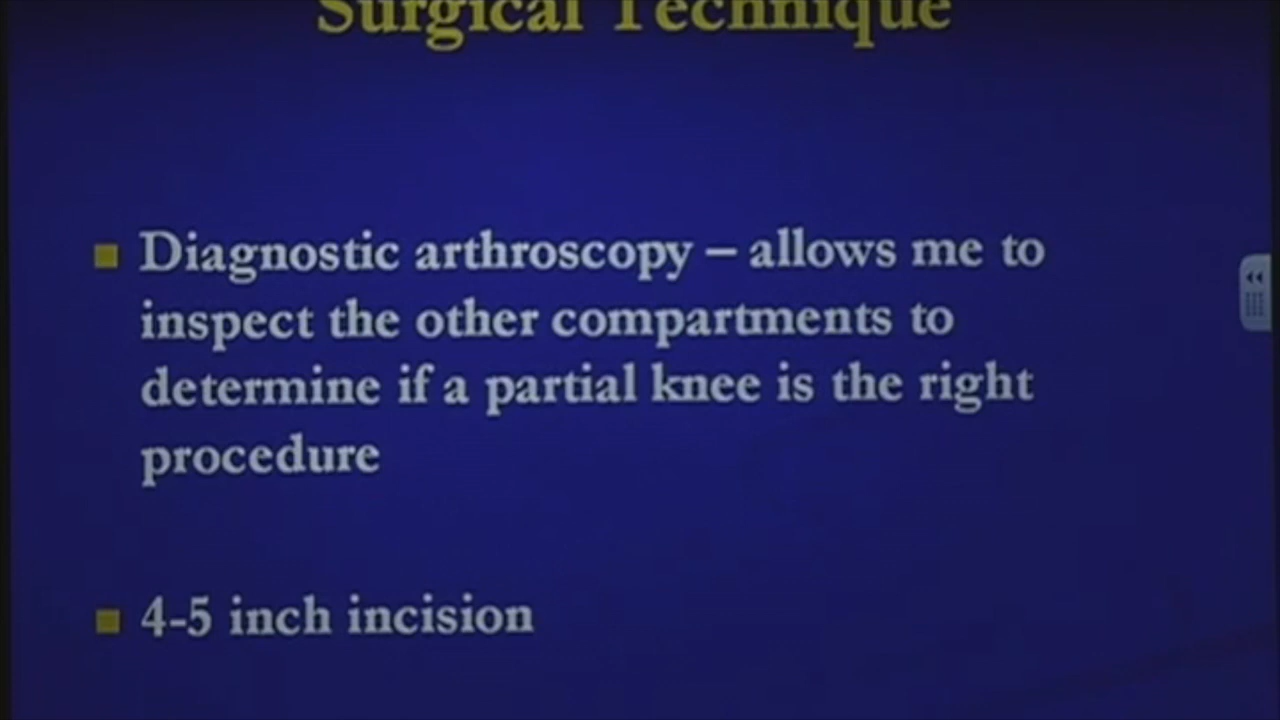 Surgical Technique
Diagnostic arthroscopy – allows me to
inspect the other compartments to
determine if a partial knee is the right
procedure
4-5 inch incision